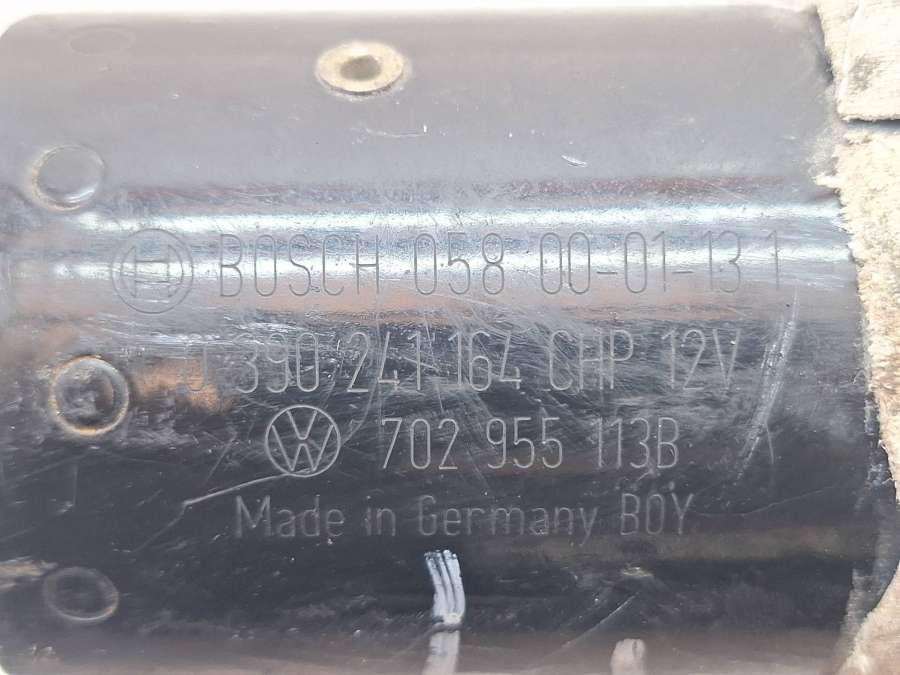 BOSCH 058 00-01-13 1
0 390 241 164 CHP 12V
702 955 113B
Made in Germany BOY